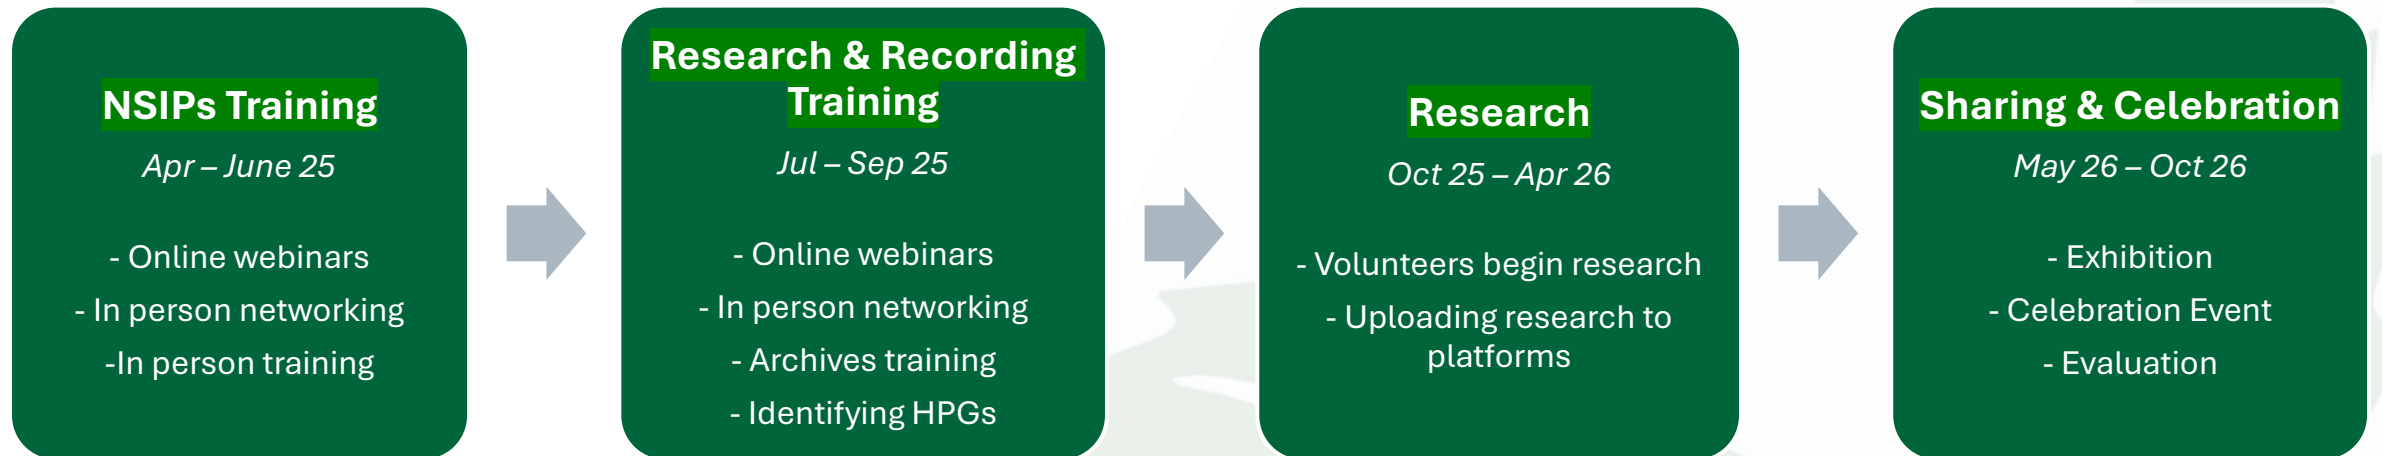 NSIPs Training
Apr – June 25
- Online webinars
- In person networking
-In person training
Research & Recording
Training
Jul – Sep 25
- Online webinars
- In person networking
- Archives training
- Identifying HPGs
Research
Oct 25 – Apr 26
- Volunteers begin research
- Uploading research to
platforms
Sharing & Celebration
May 26 – Oct 26
- Exhibition
- Celebration Event
- Evaluation